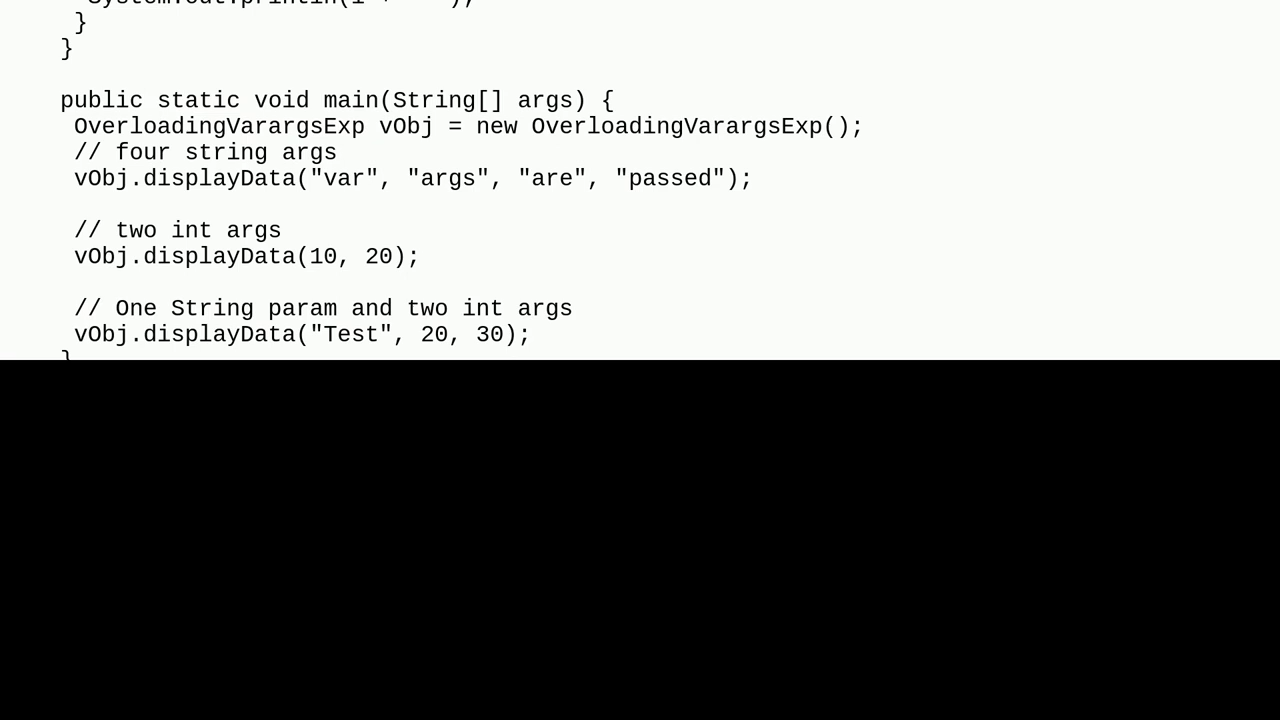 }
}
public static void main(String[] args) {
OverloadingVarargsExp vObj = new OverloadingVarargsExp();
// four string args
vObj.displayData("var", "args", "are", "passed");
// two int args
vObj.displayData(10, 20);
// One String param and two int args
vObj.displayData("Test", 20, 30);
}